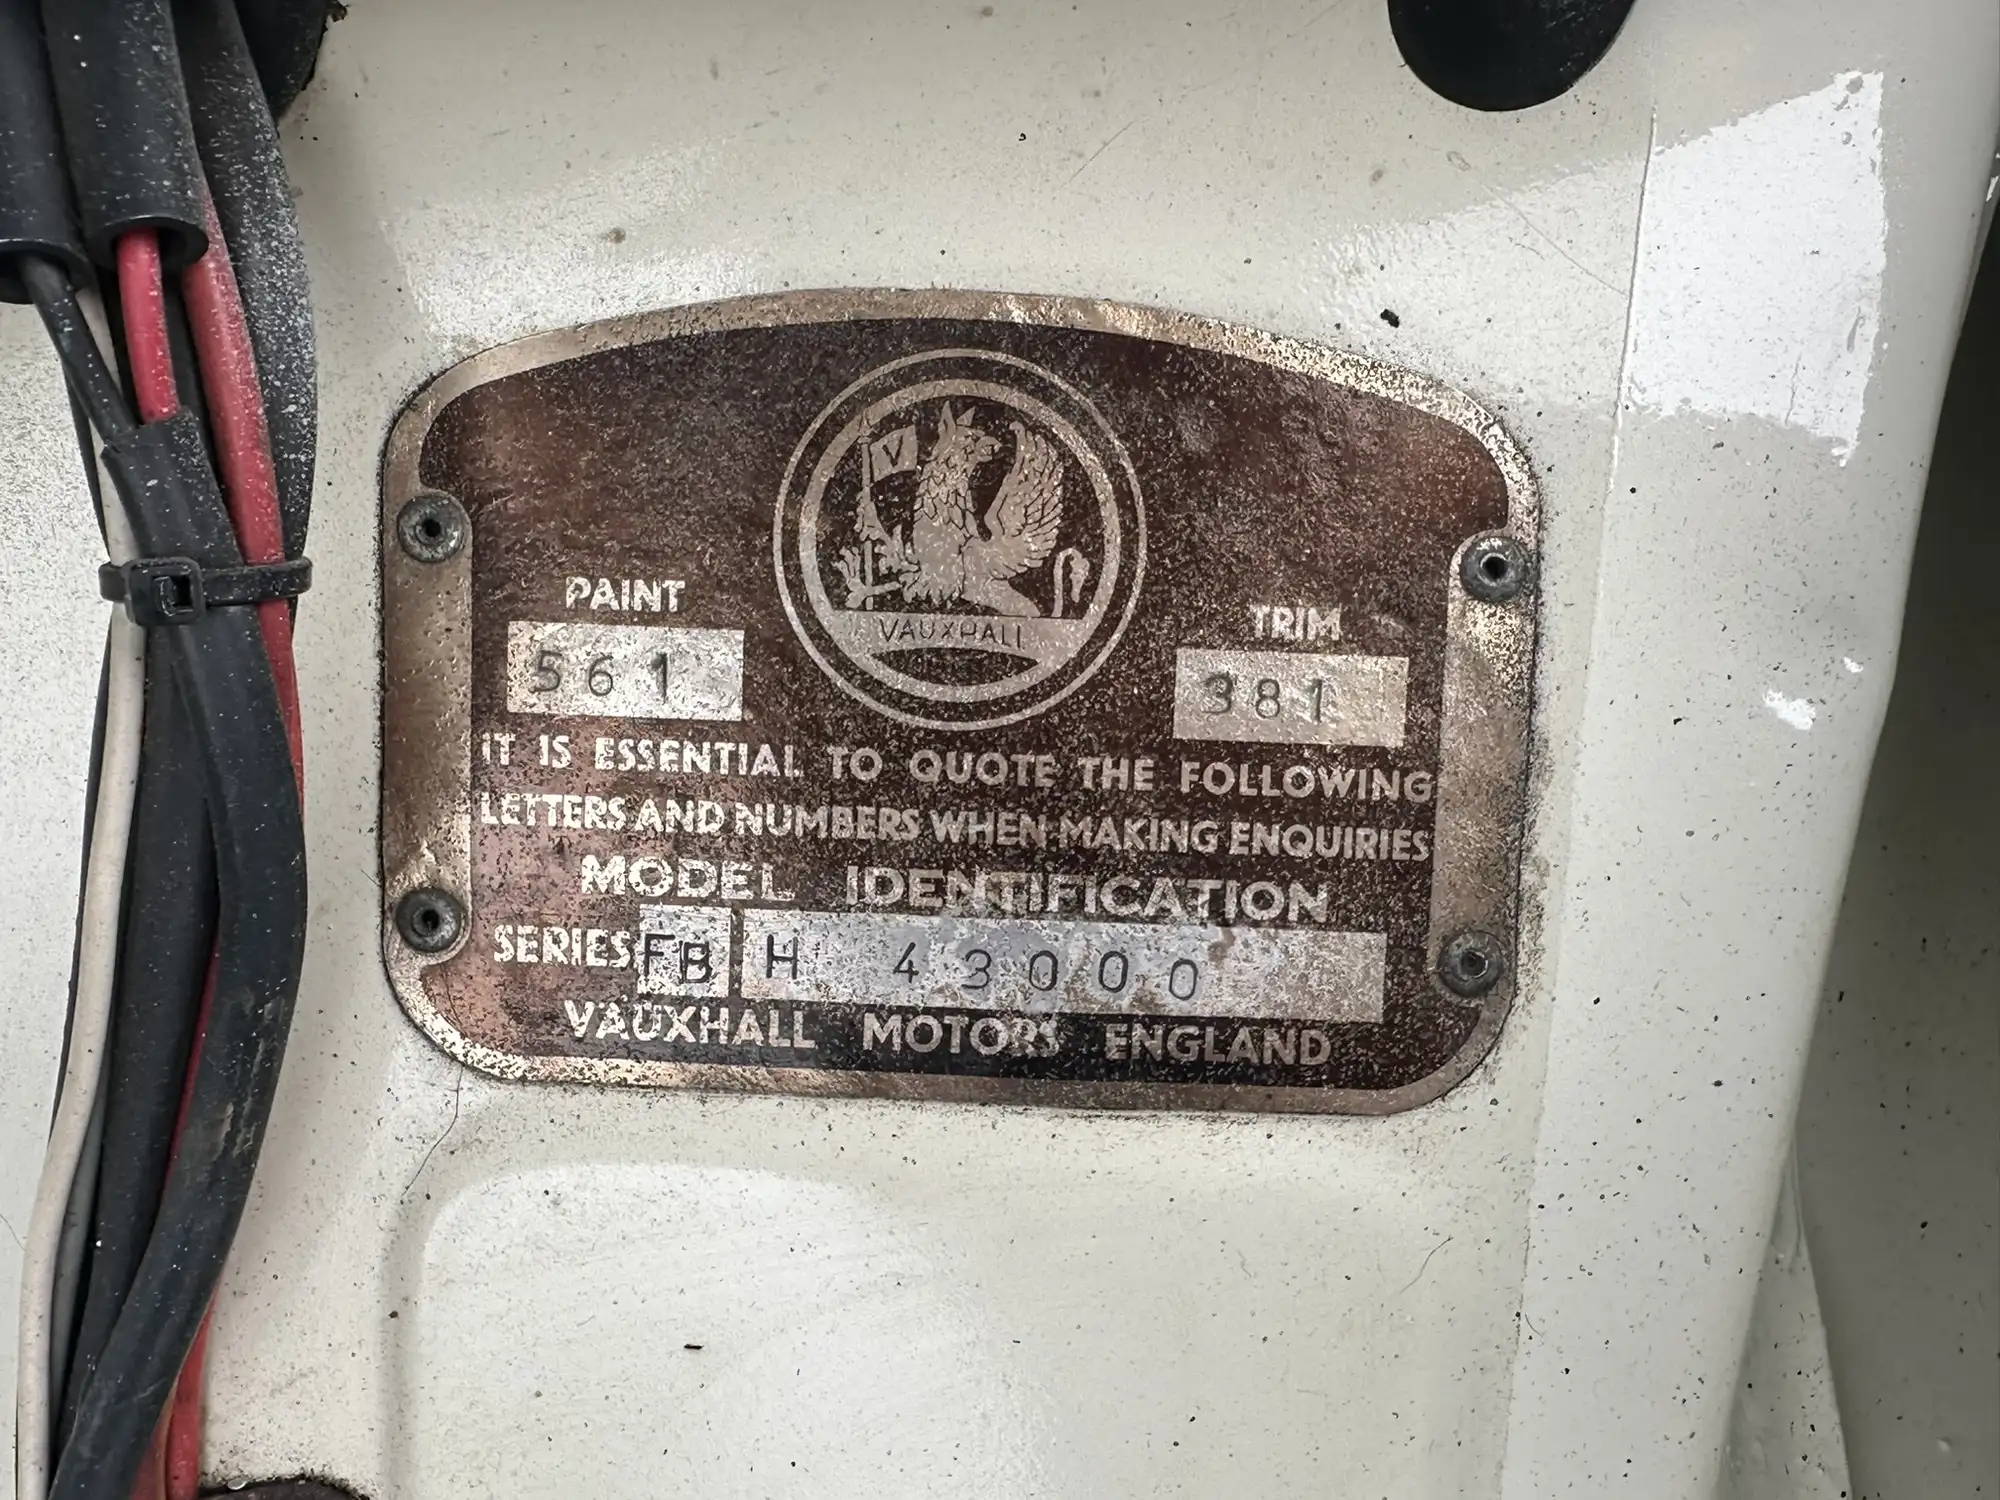 V
VAUXHALL
PAINT
TRIM
561
381
IT IS ESSENTIAL TO QUOTE THE FOLLOWING
LETTERS AND NUMBERS WHEN MAKING ENQUIRIES
MODEL IDENTIFICATION
SERIES FB H 43000
VAUXHALL MOTORS ENGLAND